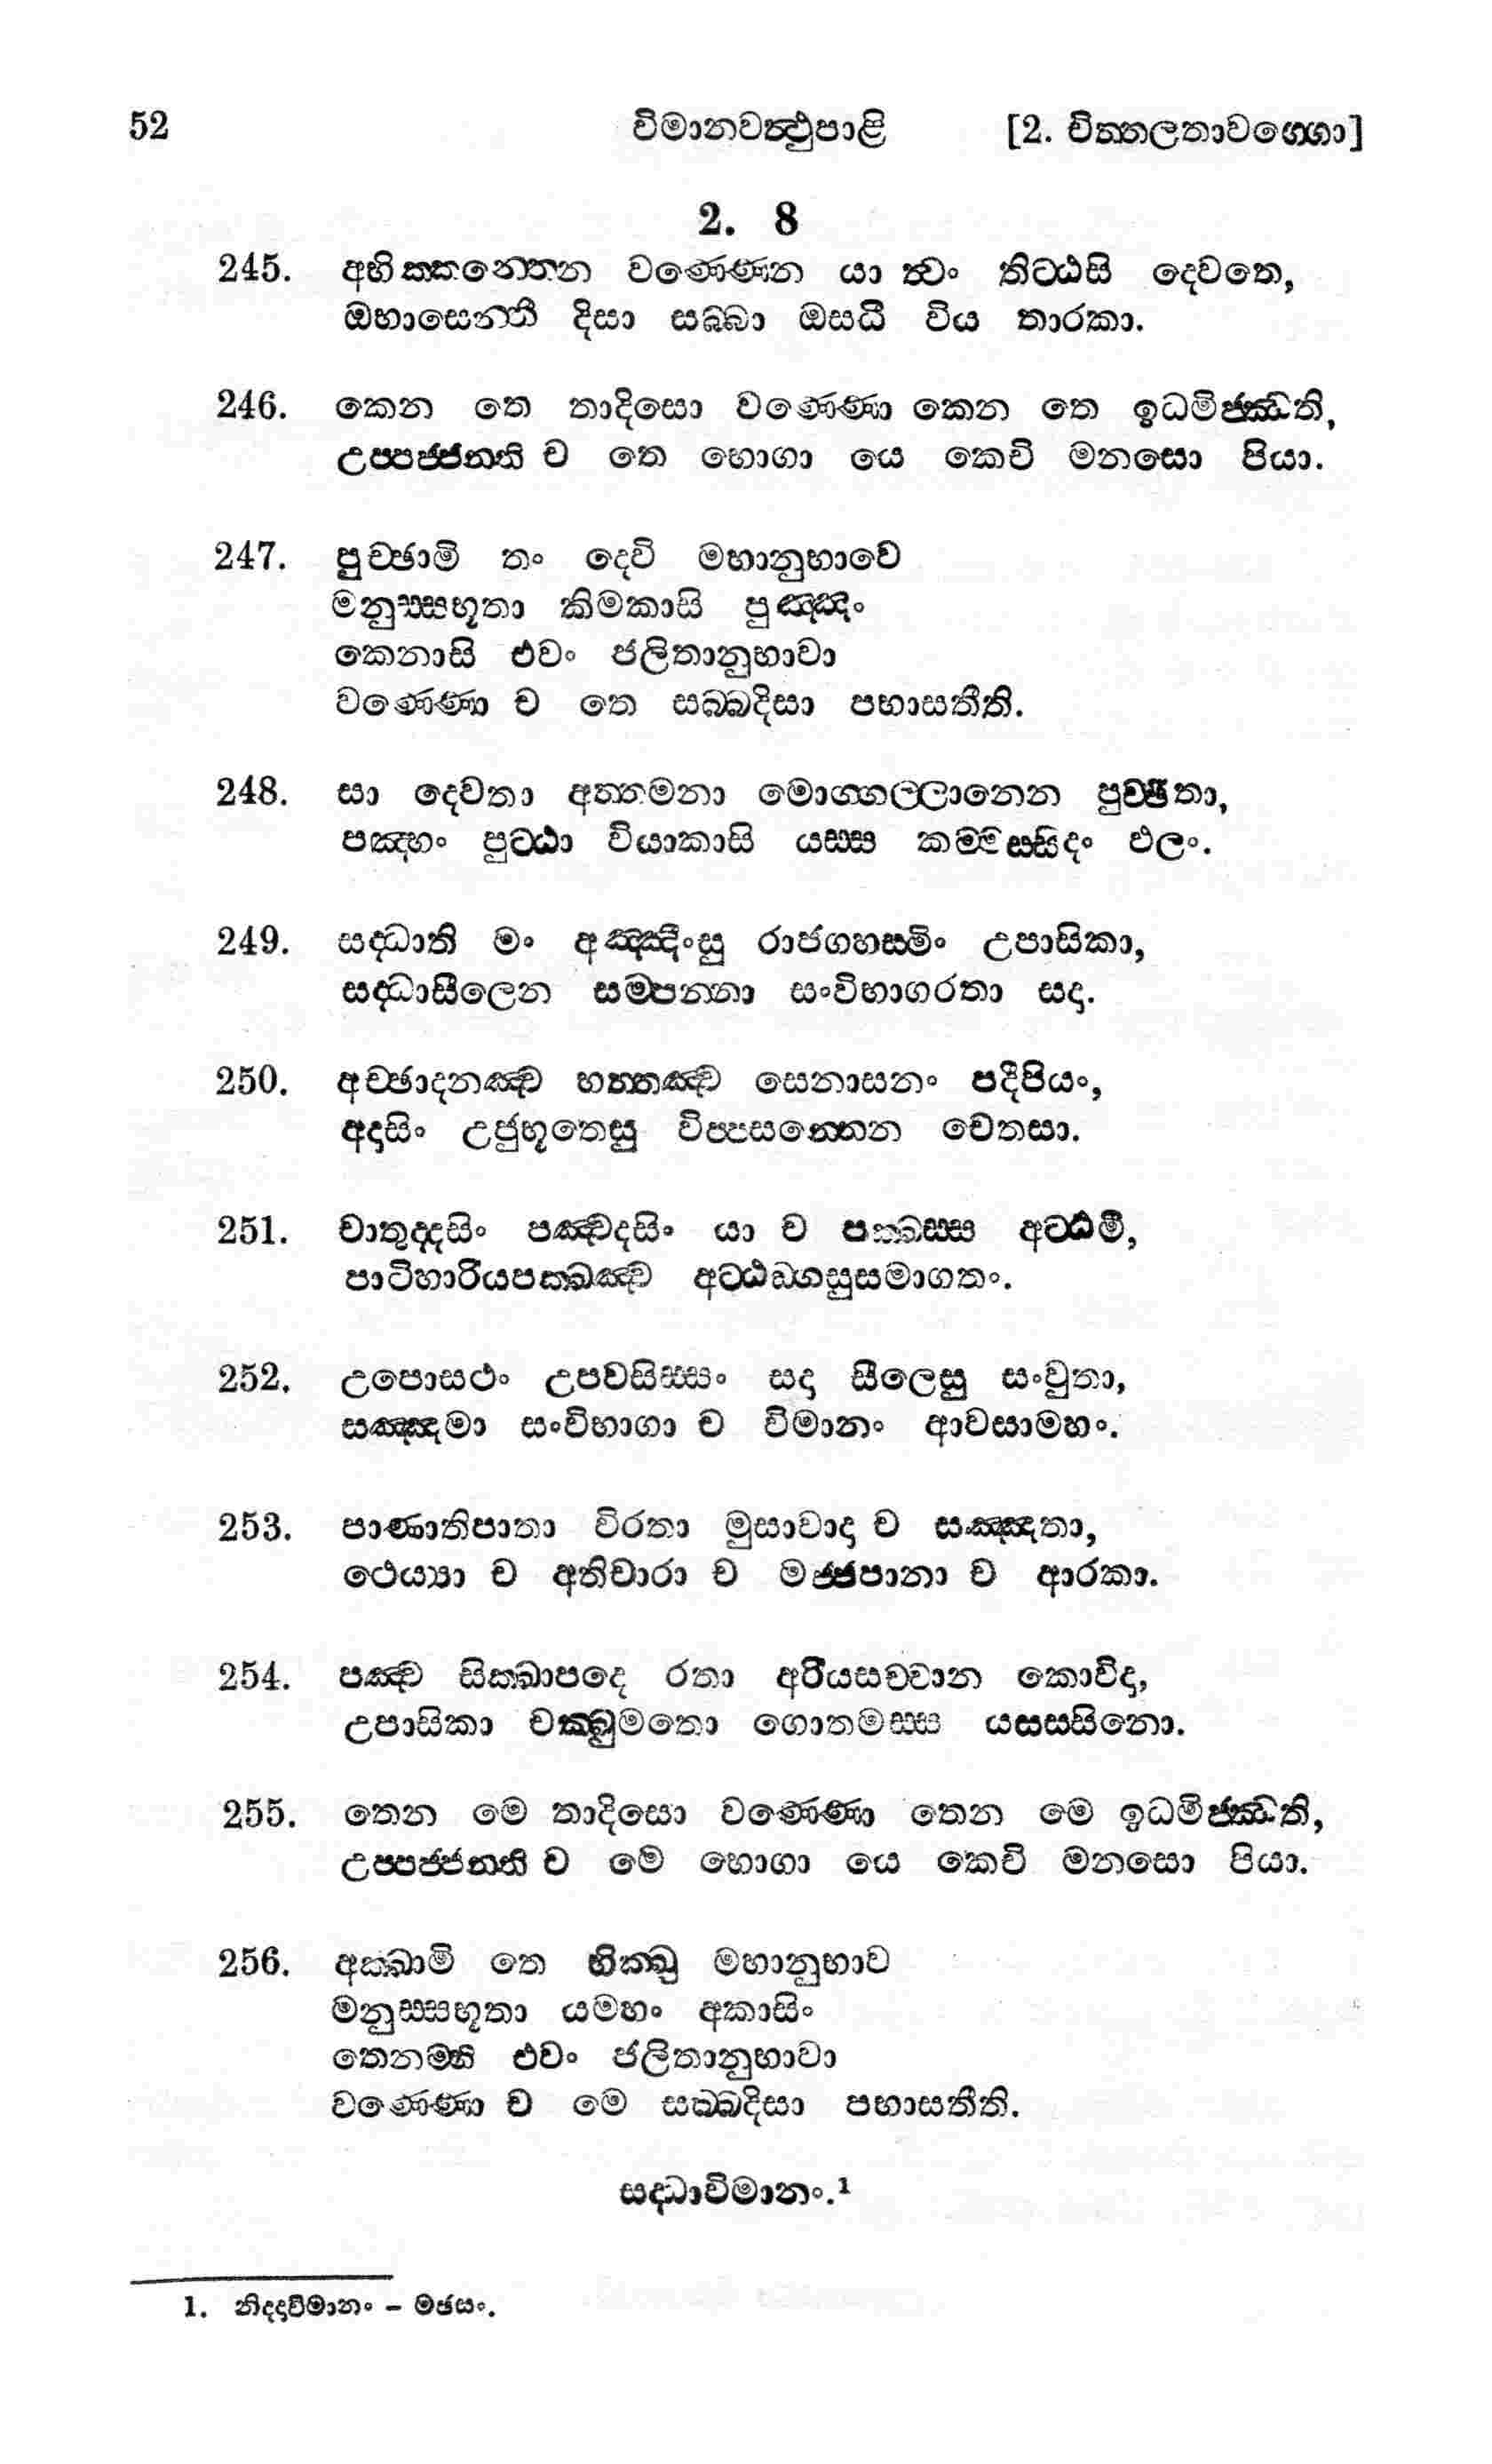 52 විමානවත්ථුපාළි [2. චිත්තලතාවග්ගො]
2. 8
245. අභික්කන්තෙන වණ්ණෙන යා ත්වං තිට්ඨසි දෙවතෙ,
ඔභාසෙන්තී දිසා සබ්බා ඔසධී විය තාරකා.
246. කෙන තෙ තාදිසො වණ්ණො කෙන තෙ ඉධමිජ්ඣති,
උප්පජ්ජන්ති ච තෙ භොගා යෙ කෙචි මනසො පියා.
247. පුච්ඡාමි තං දෙවි මහානුභාවෙ
මනුස්සභූතා කිමකාසි පුඤ්ඤං
කෙනාසි එවං ජලිතානුභාවා
වණ්ණො ච තෙ සබ්බදිසා පභාසතීති.
248. සා දෙවතා අත්තමනා මොග්ගල්ලානෙන පුච්ඡිතා,
පඤ්හං පුට්ඨා වියාකාසි යස්ස කම්මස්සිදං ඵලං.
249. සද්ධාති මං අඤ්ඤිංසු රාජගහස්මිං උපාසිකා,
සද්ධාසීලෙන සම්පන්නා සංවිභාගරතා සදා.
250. අච්ඡාදනඤ්ච භත්තඤ්ච සෙනාසනං පදීපියං,
අදාසිං උජුභූතෙසු විප්පසන්නෙන චෙතසා.
251. චාතුද්දසිං පඤ්චදසිං යා ච පක්ඛස්ස අට්ඨමී,
පාටිහාරියපක්ඛඤ්ච අට්ඨඞ්ගසුසමාගතං.
252. උපොසථං උපවසිස්සං සදා සීලෙසු සංවුතා,
සඤ්ඤමා සංවිභාගා ච විමානං ආවසාමහං.
253. පාණාතිපාතා විරතා මුසාවාදා ච සංඤ්ඤතා,
ථෙය්‍යා ච අතිචාරා ච මජ්ජපානා ච ආරකා.
254. පඤ්ච සික්ඛාපදෙ රතා අරියසච්චාන කොවිදා,
උපාසිකා චක්ඛුමතො ගොතමස්ස යසස්සිනො.
255. තෙන මෙ තාදිසො වණ්ණො තෙන මෙ ඉධමිජ්ඣති,
උප්පජ්ජන්ති ච මෙ භොගා යෙ කෙචි මනසො පියා.
256. අක්ඛාමි තෙ භික්ඛු මහානුභාව
මනුස්සභූතා යමහං අකාසිං
තෙනම්හි එවං ජලිතානුභාවා
වණ්ණො ච මෙ සබ්බදිසා පභාසතීති.
සද්ධාවිමානං.¹
1. නිද්දාවිමානං – මඡසං.